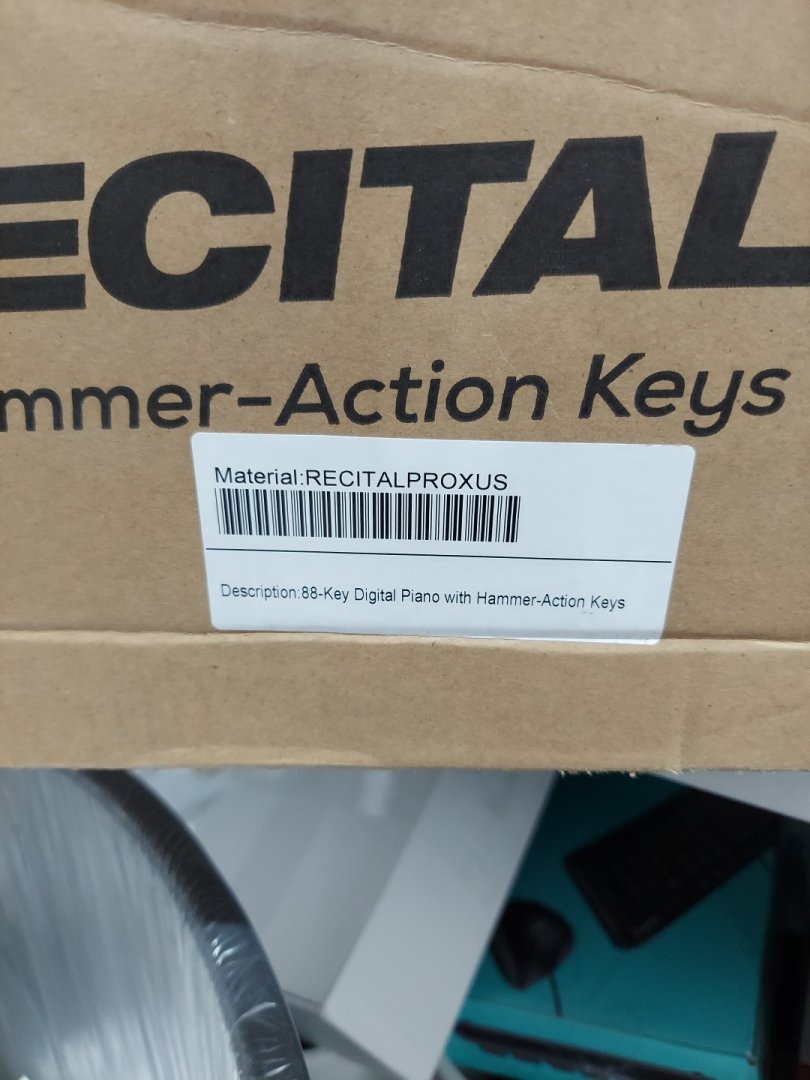 ECITAL
mmer-Action Keys
Material:RECITALPROXUS
Description:88-Key Digital Piano with Hammer-Action Keys